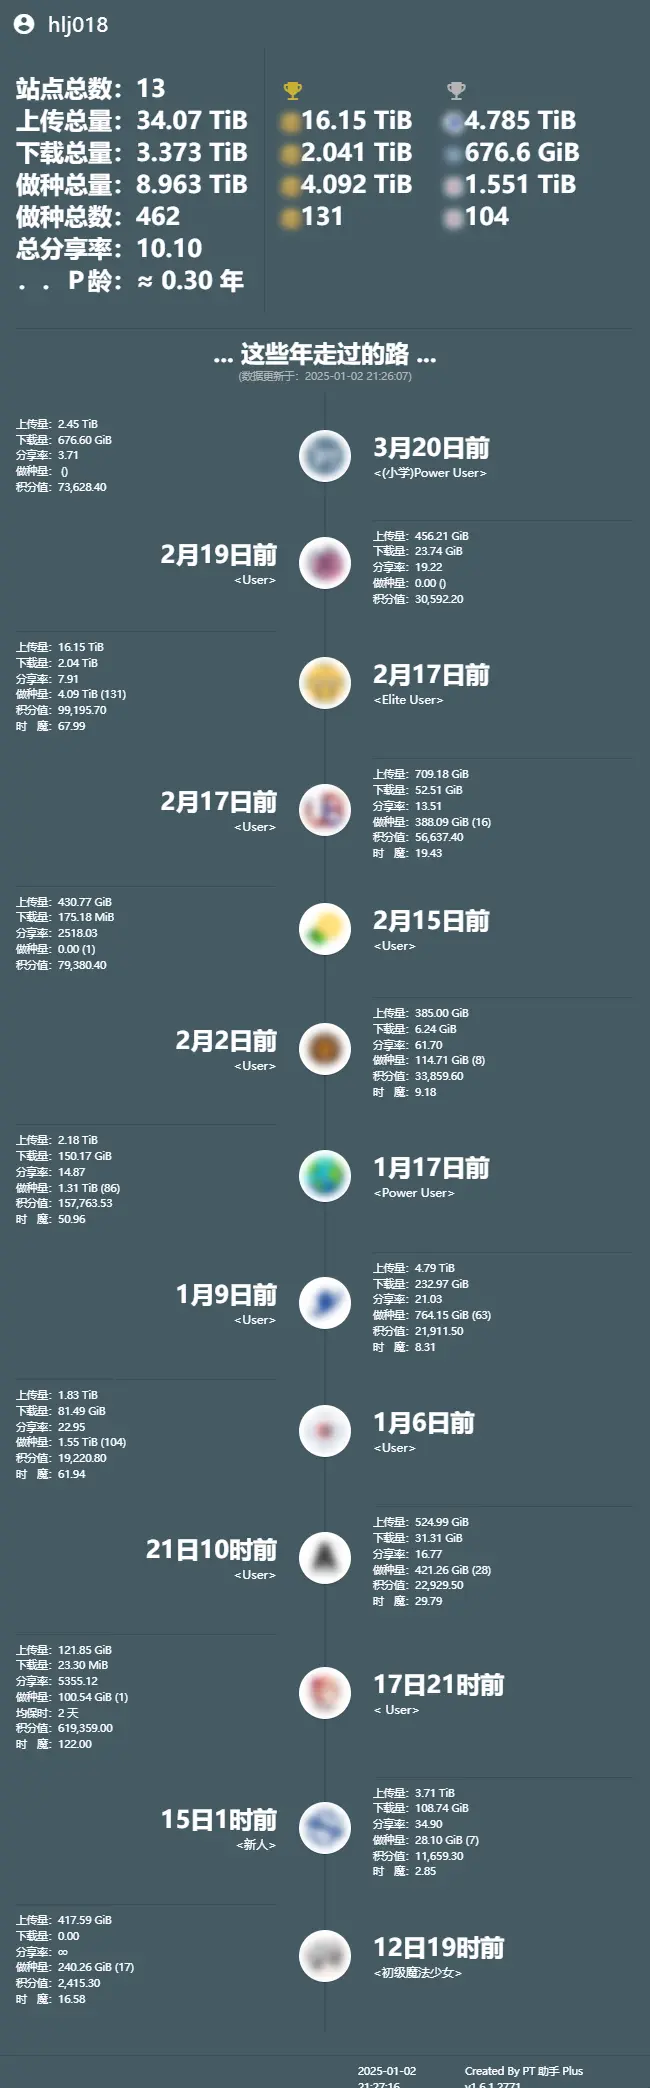 hlj018
站点总数：13
上传总量：34.07 TiB
下载总量：3.373 TiB
做种总量：8.963 TiB
做种总数：462
总分享率：10.10
．． P龄：≈ 0.30 年
16.15 TiB
2.041 TiB
4.092 TiB
131
4.785 TiB
676.6 GiB
1.551 TiB
104
... 这些年走过的路 ...
(数据更新于：2025-01-02 21:26:07)
上传量：2.45 TiB
下载量：676.60 GiB
分享率：3.71
做种量： ()
积分值：73,628.40
3月20日前
<(小学)Power User>
2月19日前
<User>
上传量：456.21 GiB
下载量：23.74 GiB
分享率：19.22
做种量：0.00 ()
积分值：30,592.20
上传量：16.15 TiB
下载量：2.04 TiB
分享率：7.91
做种量：4.09 TiB (131)
积分值：99,195.70
时　魔：67.99
2月17日前
<Elite User>
2月17日前
<User>
上传量：709.18 GiB
下载量：52.51 GiB
分享率：13.51
做种量：388.09 GiB (16)
积分值：56,637.40
时　魔：19.43
上传量：430.77 GiB
下载量：175.18 MiB
分享率：2518.03
做种量：0.00 (1)
积分值：79,380.40
2月15日前
<User>
2月2日前
<User>
上传量：385.00 GiB
下载量：6.24 GiB
分享率：61.70
做种量：114.71 GiB (8)
积分值：33,859.60
时　魔：9.18
上传量：2.18 TiB
下载量：150.17 GiB
分享率：14.87
做种量：1.31 TiB (86)
积分值：157,763.53
时　魔：50.96
1月17日前
<Power User>
1月9日前
<User>
上传量：4.79 TiB
下载量：232.97 GiB
分享率：21.03
做种量：764.15 GiB (63)
积分值：21,911.50
时　魔：8.31
上传量：1.83 TiB
下载量：81.49 GiB
分享率：22.95
做种量：1.55 TiB (104)
积分值：19,220.80
时　魔：61.94
1月6日前
<User>
21日10时前
<User>
上传量：524.99 GiB
下载量：31.31 GiB
分享率：16.77
做种量：421.26 GiB (28)
积分值：22,929.50
时　魔：29.79
上传量：121.85 GiB
下载量：23.30 MiB
分享率：5355.12
做种量：100.54 GiB (1)
均保时：2 天
积分值：619,359.00
时　魔：122.00
17日21时前
< User>
15日1时前
<新人>
上传量：3.71 TiB
下载量：108.74 GiB
分享率：34.90
做种量：28.10 GiB (7)
积分值：11,659.30
时　魔：2.85
上传量：417.59 GiB
下载量：0.00
分享率：∞
做种量：240.26 GiB (17)
积分值：2,415.30
时　魔：16.58
12日19时前
<初级魔法少女>
2025-01-02
21:27:16
Created By PT 助手 Plus
v1.6.1.2771